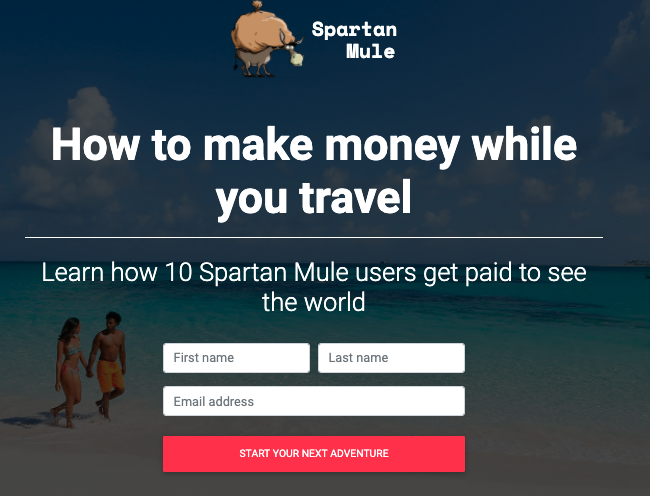 Spartan
Mule
How to make money while
you travel
Learn how 10 Spartan Mule users get paid to see
the world
First name
Last name
Email address
START YOUR NEXT ADVENTURE